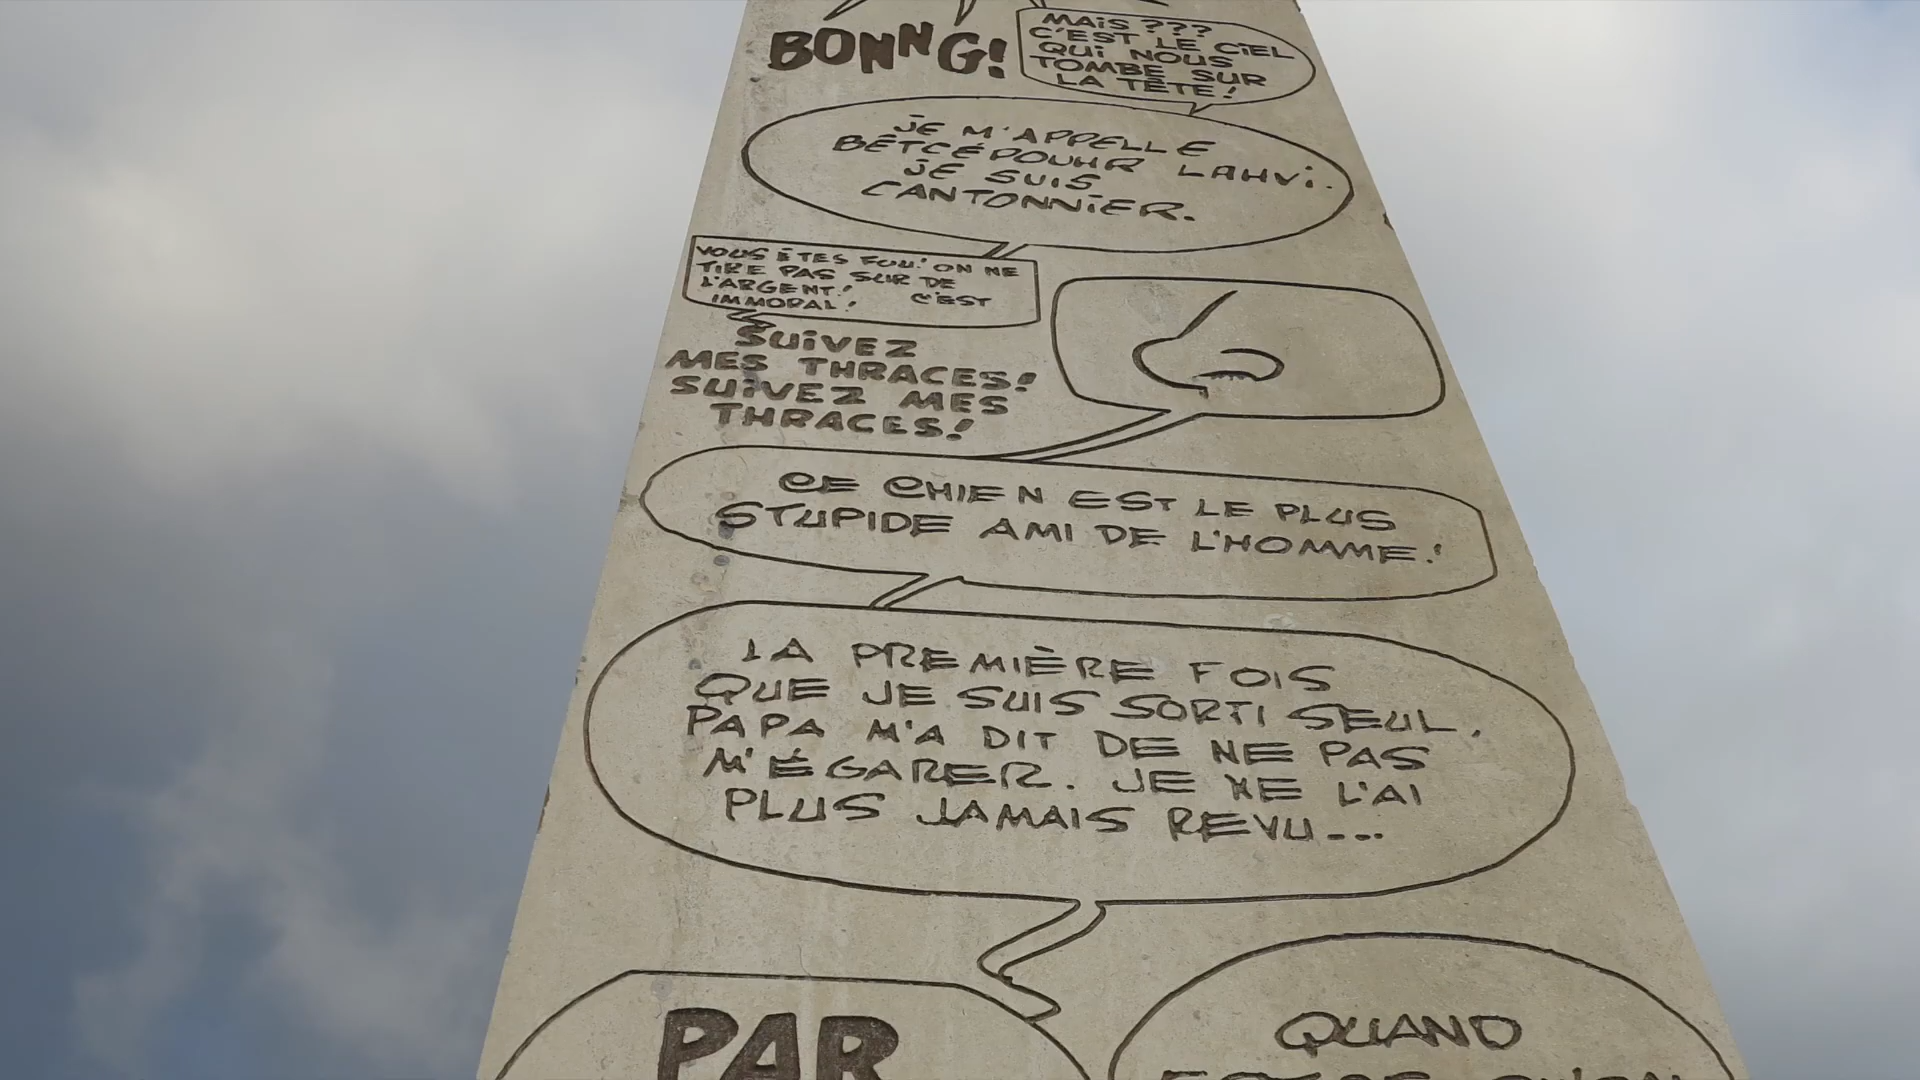 BONNG!
MAIS ???
C'EST LE CIEL
QUI NOUS
TOMBE SUR
LA TÊTE !
JE M'APPELLE
BÊTCÉPOUHR LAHVI.
JE SUIS
CANTONNIER.
VOUS ÊTES FOU! ON NE
TIRE PAS SUR DE
L'ARGENT! C'EST
IMMORAL!
SUIVEZ
MES THRACES!
SUIVEZ MES
THRACES!
CE CHIEN EST LE PLUS
STUPIDE AMI DE L'HOMME!
LA PREMIÈRE FOIS
QUE JE SUIS SORTI SEUL,
PAPA M'A DIT DE NE PAS
M'ÉGARER. JE NE L'AI
PLUS JAMAIS REVU...
PAR
QUAND